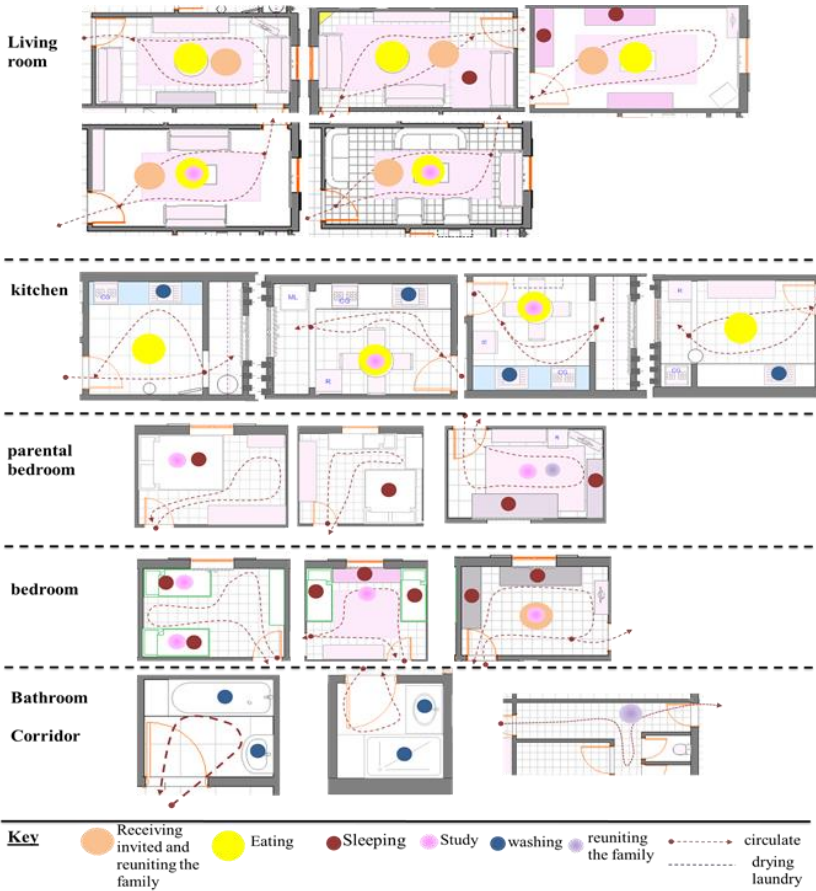 Living
room
kitchen
CG
ML
CG
R
CG
R
CG
parental
bedroom
R
bedroom
Bathroom
Corridor
Key
Receiving
invited and
reuniting the
family
Eating
Sleeping
Study
washing
reuniting
the family
circulate
drying
laundry